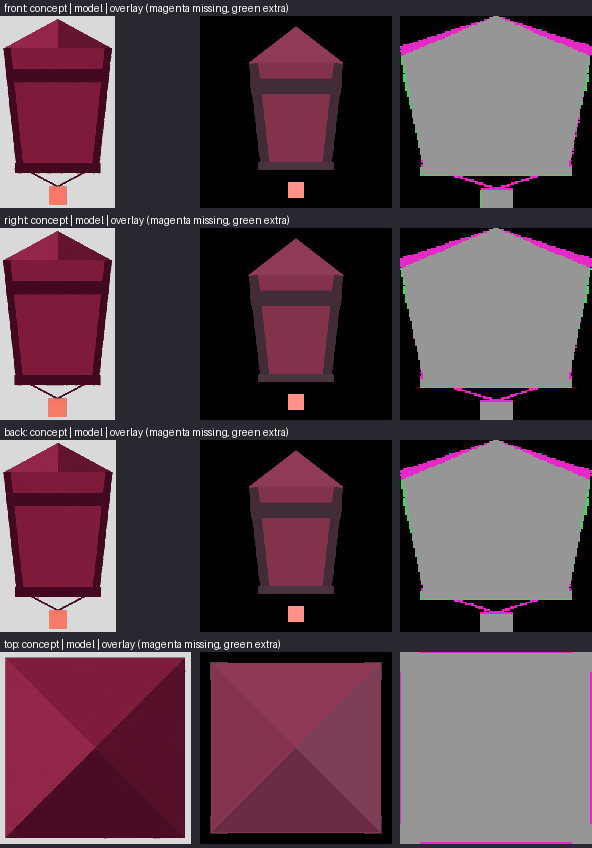 front: concept | model | overlay (magenta missing, green extra)
right: concept | model | overlay (magenta missing, green extra)
back: concept | model | overlay (magenta missing, green extra)
top: concept | model | overlay (magenta missing, green extra)